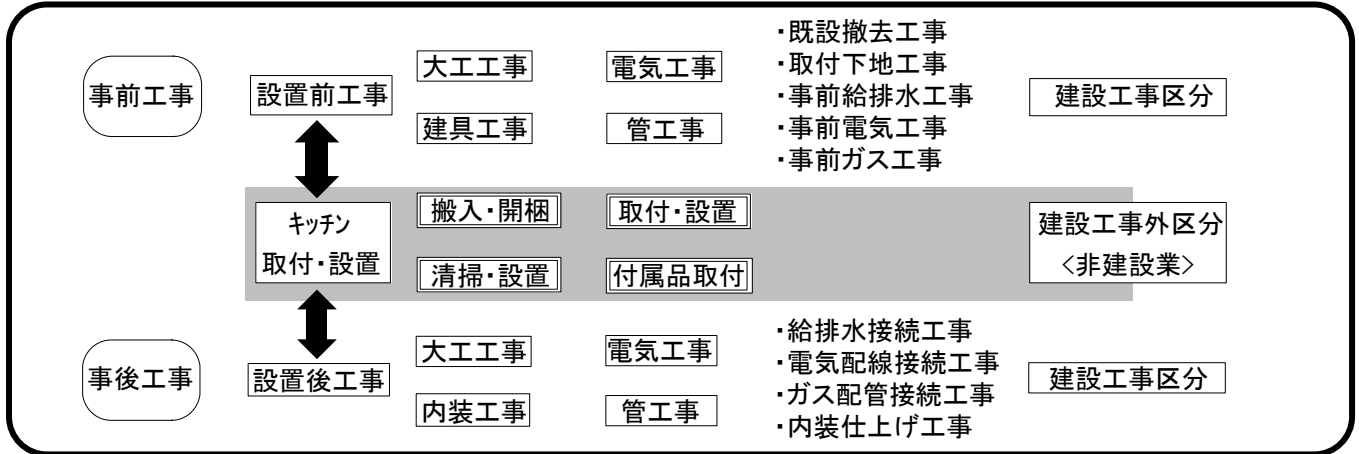 事前工事
設置前工事
大工工事
電気工事
建具工事
管工事
・既設撤去工事
・取付下地工事
・事前給排水工事
・事前電気工事
・事前ガス工事
建設工事区分
キッチン
取付・設置
搬入・開梱
取付・設置
清掃・設置
付属品取付
建設工事外区分
<非建設業>
事後工事
設置後工事
大工工事
電気工事
内装工事
管工事
・給排水接続工事
・電気配線接続工事
・ガス配管接続工事
・内装仕上げ工事
建設工事区分